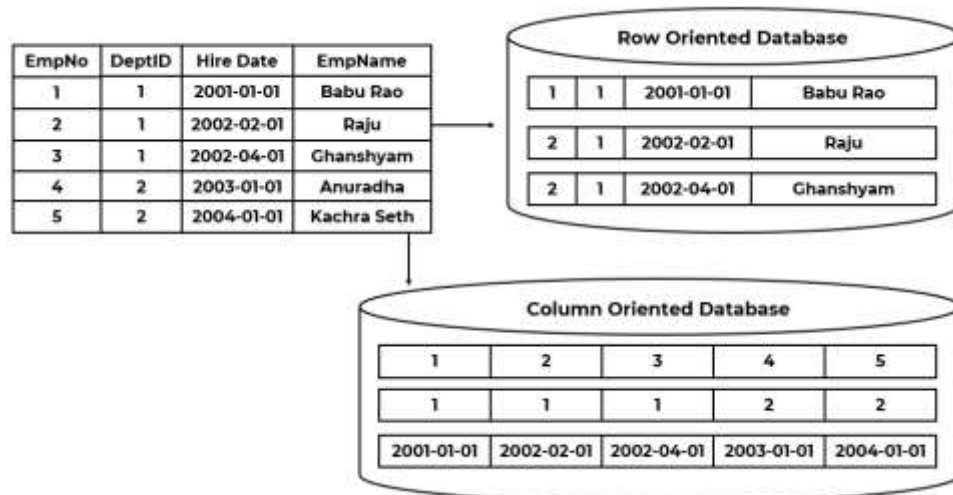 EmpNo DeptID Hire Date EmpName
1 1 2001-01-01 Babu Rao
2 1 2002-02-01 Raju
3 1 2002-04-01 Ghanshyam
4 2 2003-01-01 Anuradha
5 2 2004-01-01 Kachra Seth
Row Oriented Database
1 1 2001-01-01 Babu Rao
2 1 2002-02-01 Raju
2 1 2002-04-01 Ghanshyam
Column Oriented Database
1 2 3 4 5
1 1 1 2 2
2001-01-01 2002-02-01 2002-04-01 2003-01-01 2004-01-01